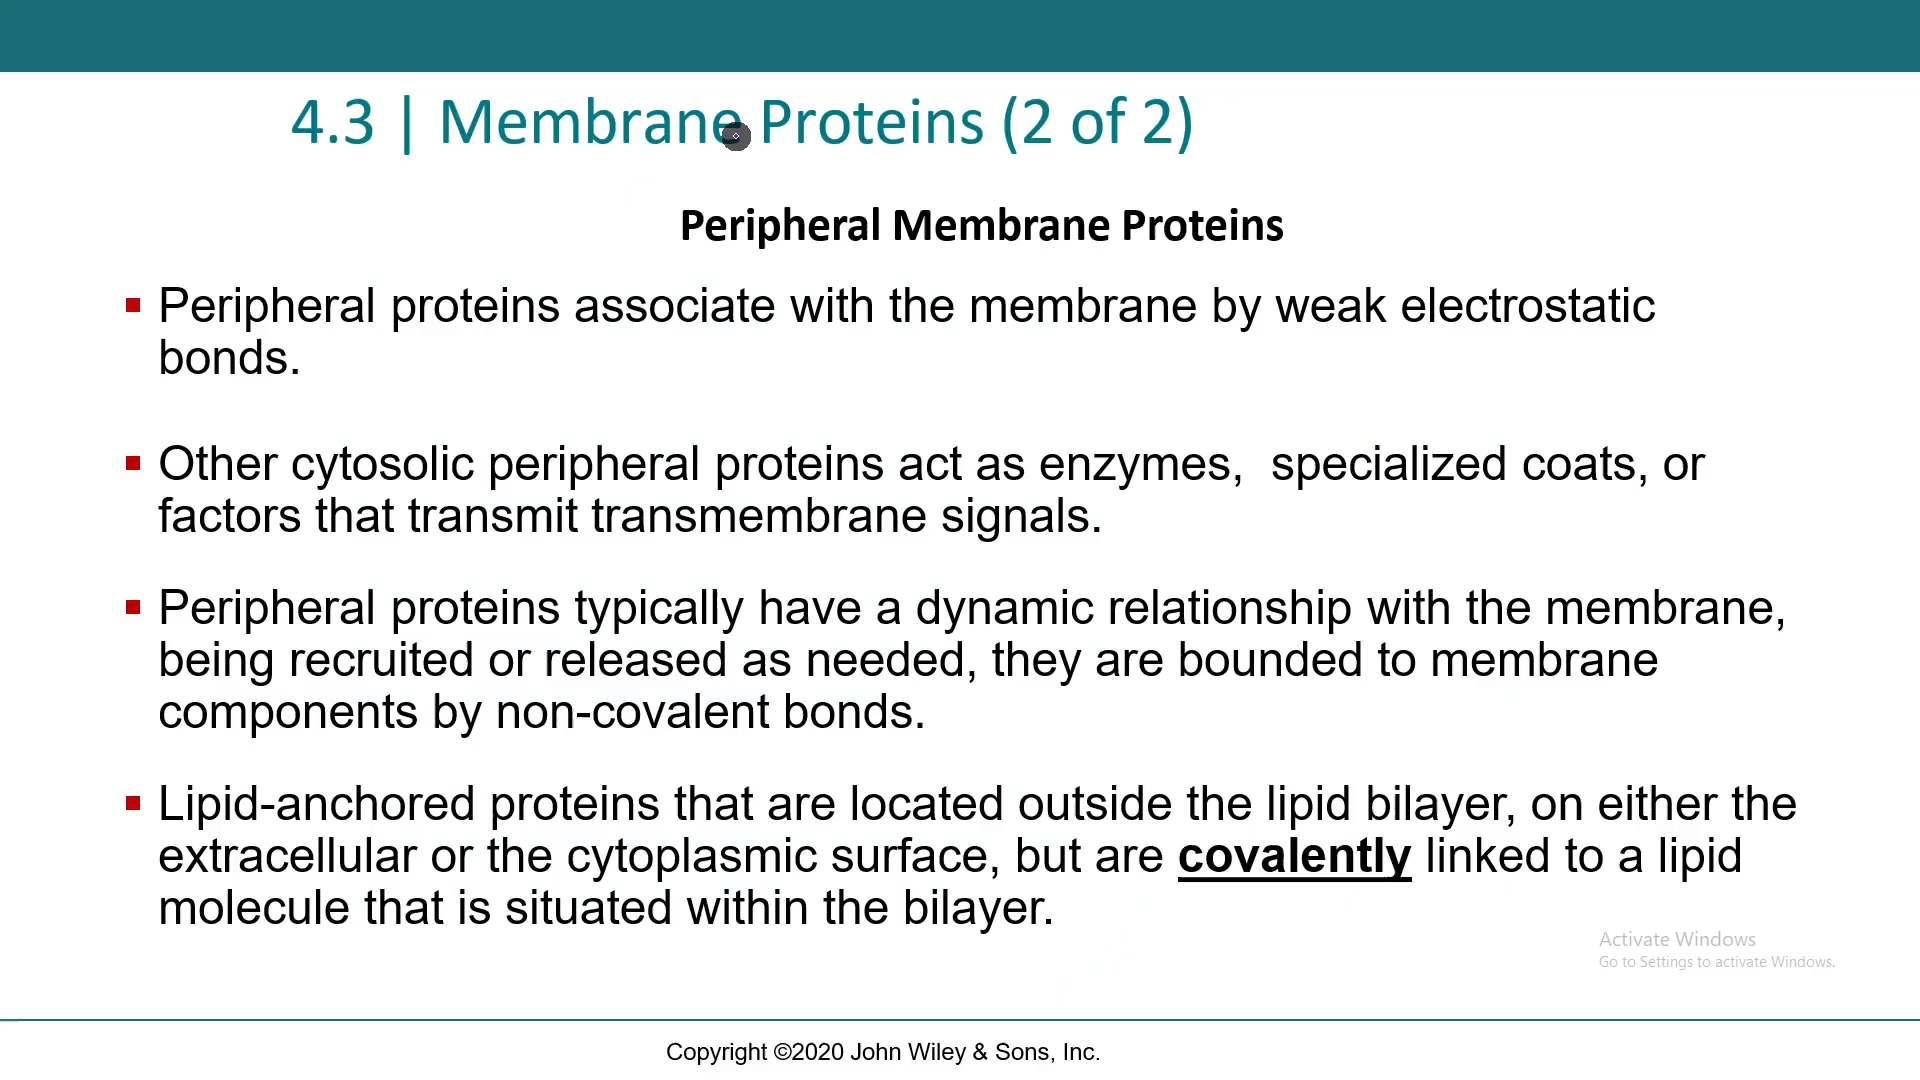 4.3 | Membrane Proteins (2 of 2)
Peripheral Membrane Proteins
▪ Peripheral proteins associate with the membrane by weak electrostatic
bonds.
▪ Other cytosolic peripheral proteins act as enzymes,  specialized coats, or
factors that transmit transmembrane signals.
▪ Peripheral proteins typically have a dynamic relationship with the membrane,
being recruited or released as needed, they are bounded to membrane
components by non-covalent bonds.
▪ Lipid-anchored proteins that are located outside the lipid bilayer, on either the
extracellular or the cytoplasmic surface, but are covalently linked to a lipid
molecule that is situated within the bilayer.
Activate Windows
Go to Settings to activate Windows.
Copyright ©2020 John Wiley & Sons, Inc.